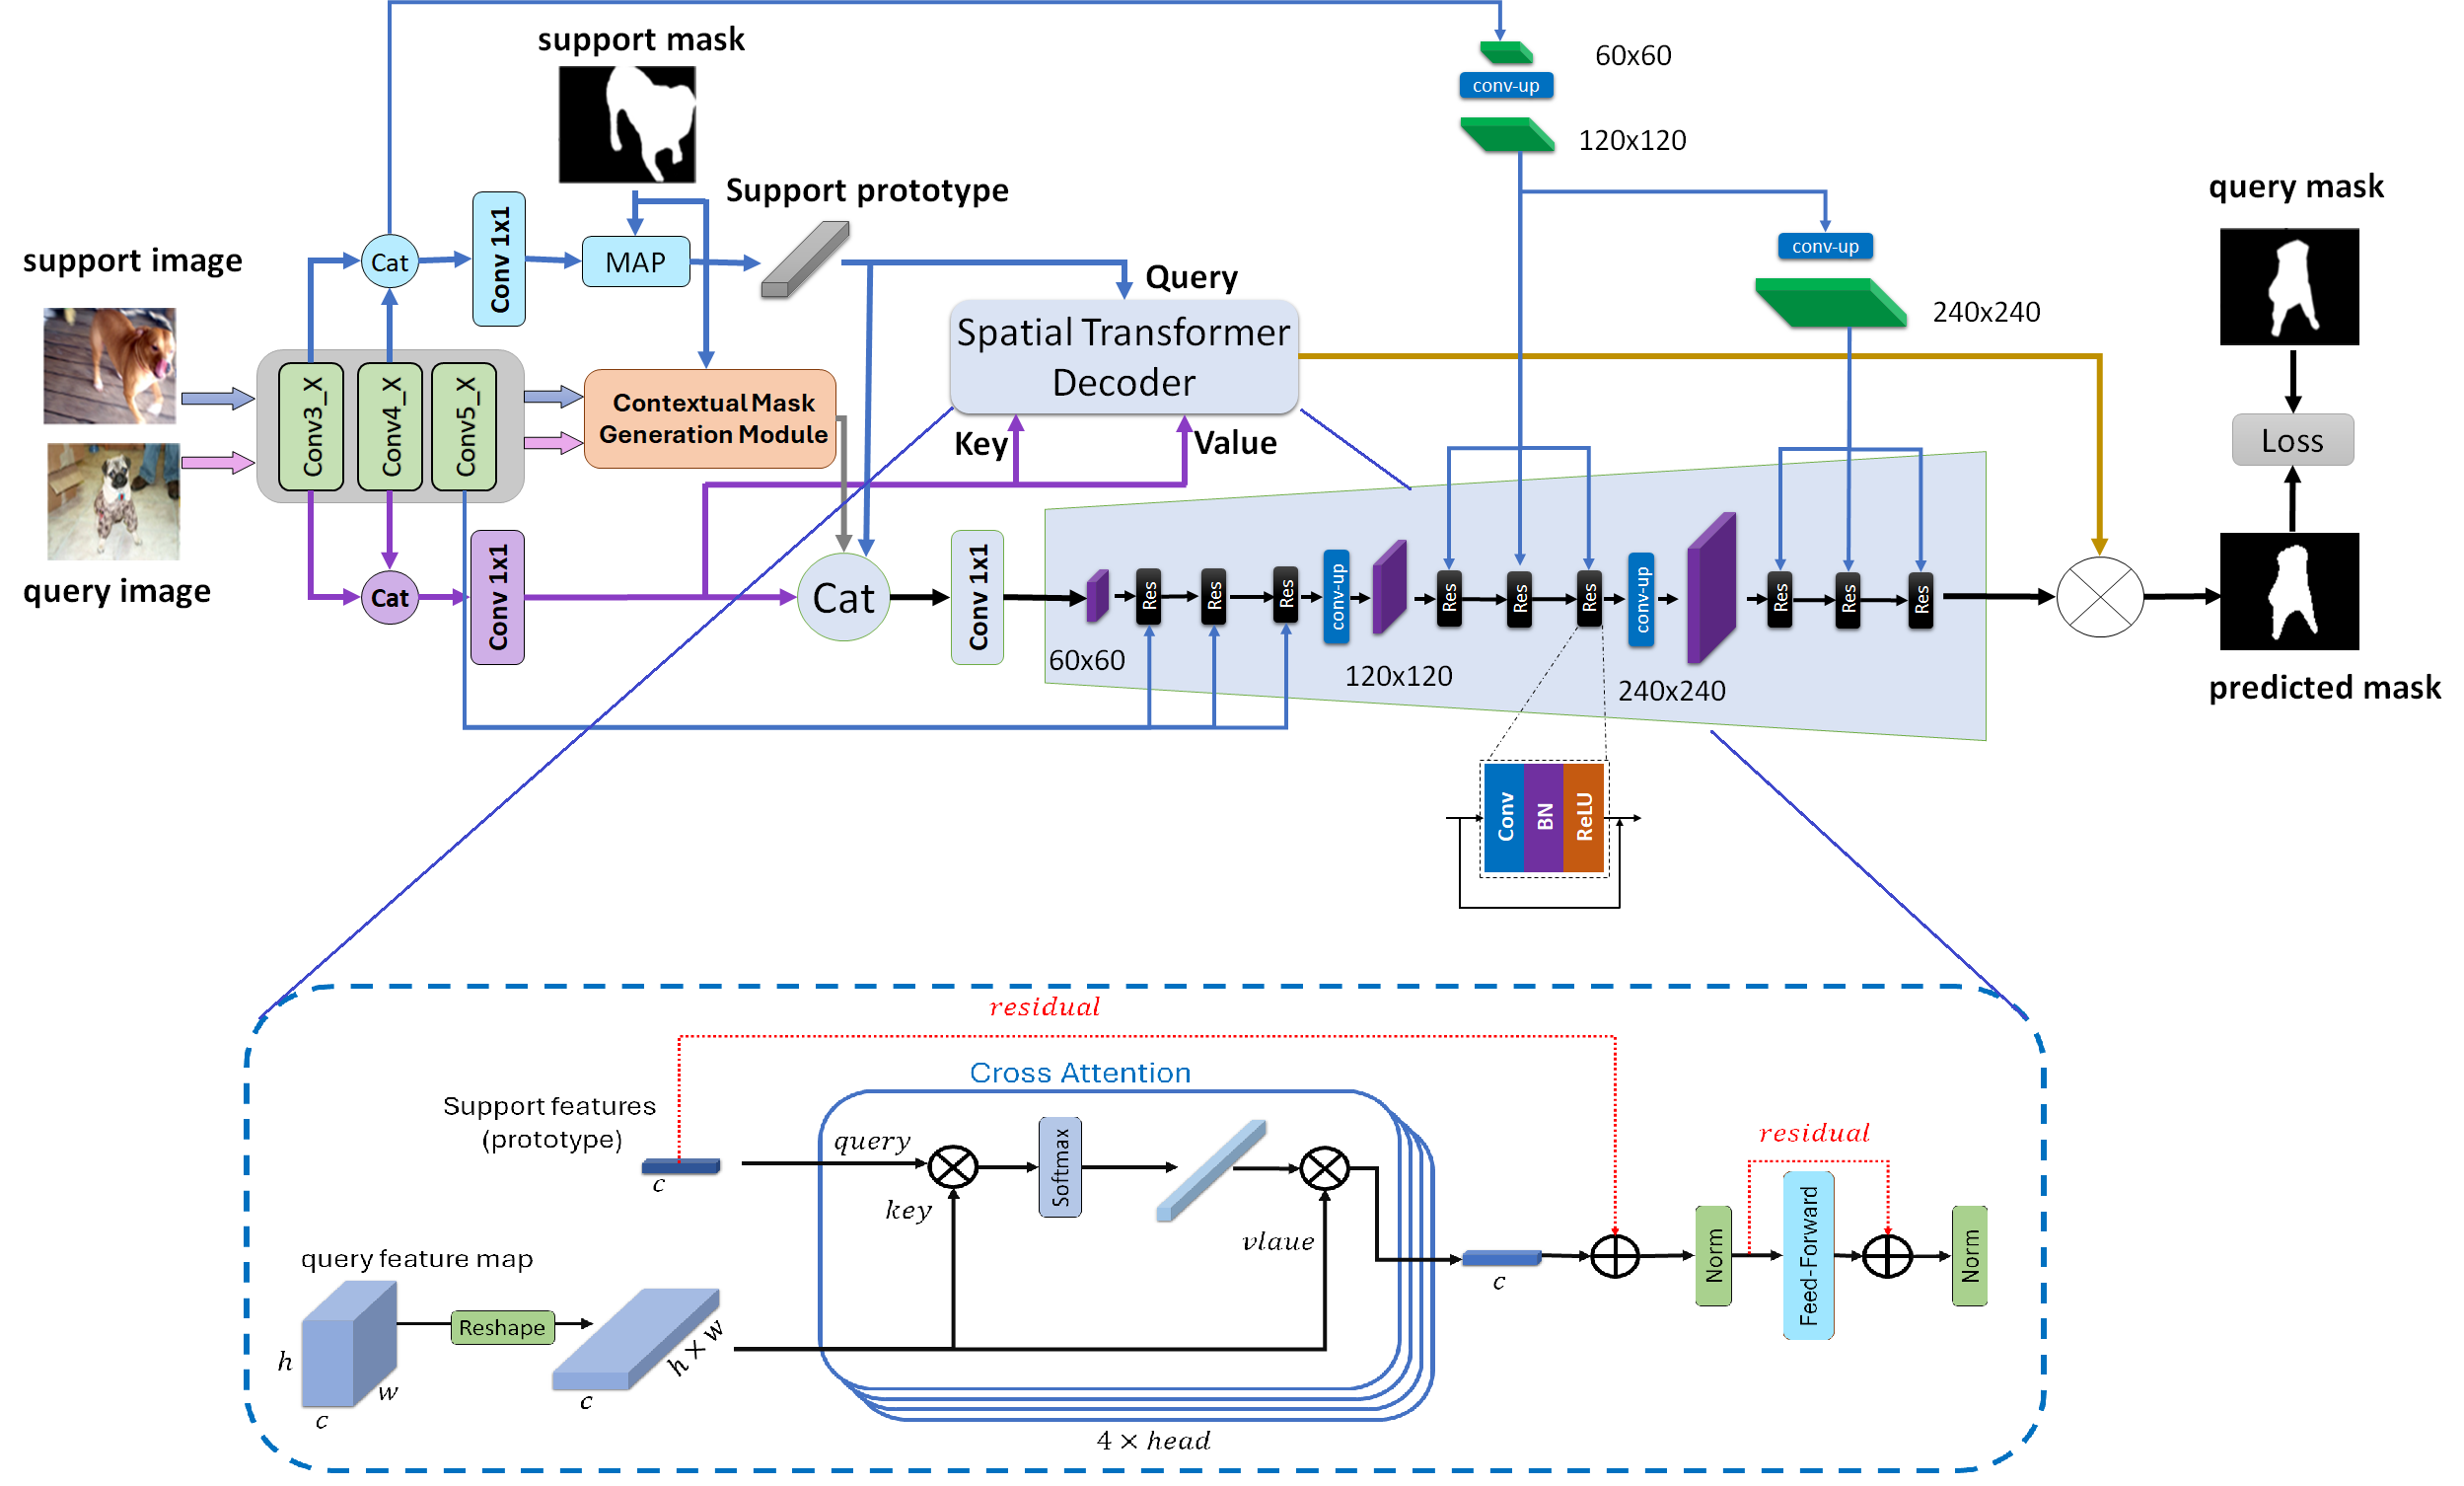 support mask
60x60
conv-up
120x120
Support prototype
query mask
support image
Cat
Conv 1x1
MAP
Query
conv-up
240x240
Spatial Transformer
Decoder
Conv3_X
Conv4_X
Conv5_X
Contextual Mask
Generation Module
Key
Value
Loss
query image
Cat
Conv 1x1
Cat
Conv 1x1
Res
Res
Res
conv-up
Res
Res
Res
conv-up
Res
Res
Res
60x60
120x120
240x240
predicted mask
Conv
BN
ReLU
residual
Cross Attention
Support features
(prototype)
c
query
key
Softmax
vlaue
residual
query feature map
h
w
c
Reshape
c
h × w
c
Norm
Feed-Forward
Norm
4 × head